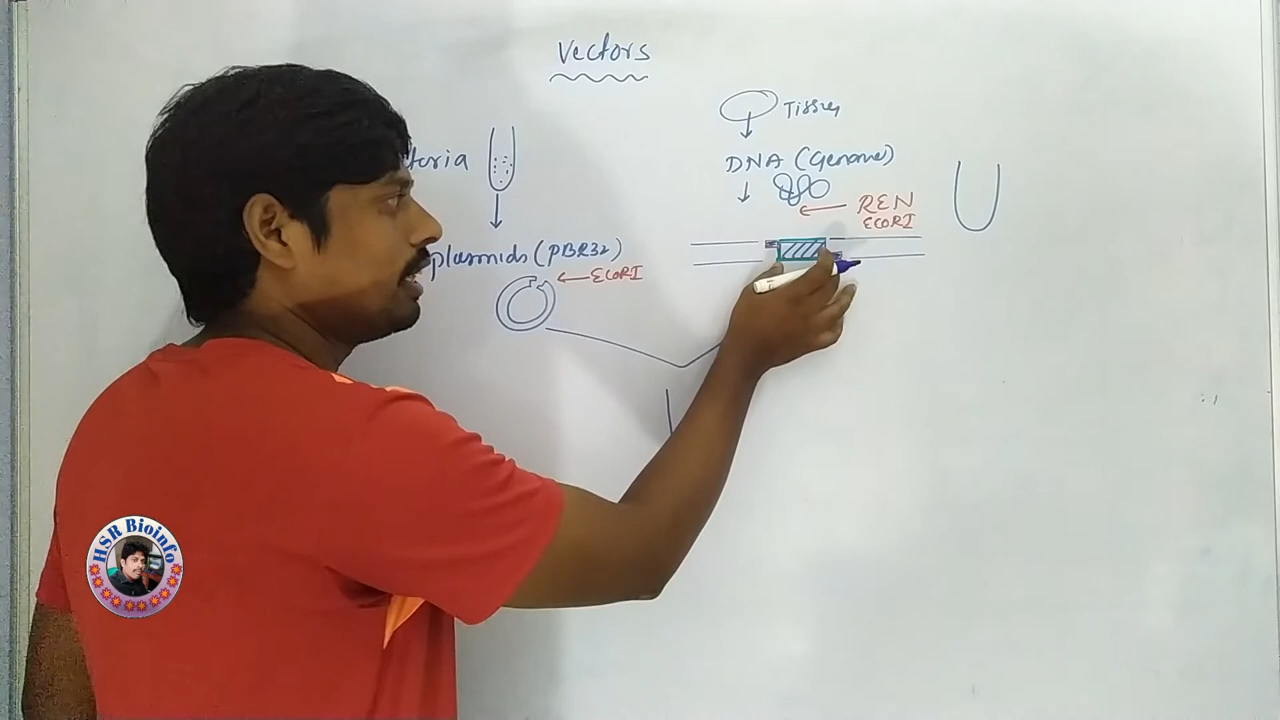 Vectors
Tissue
teria
DNA (Genome)
REN
ECORI
plasmids (PBR32)
ECORI
HSR Bioinfo